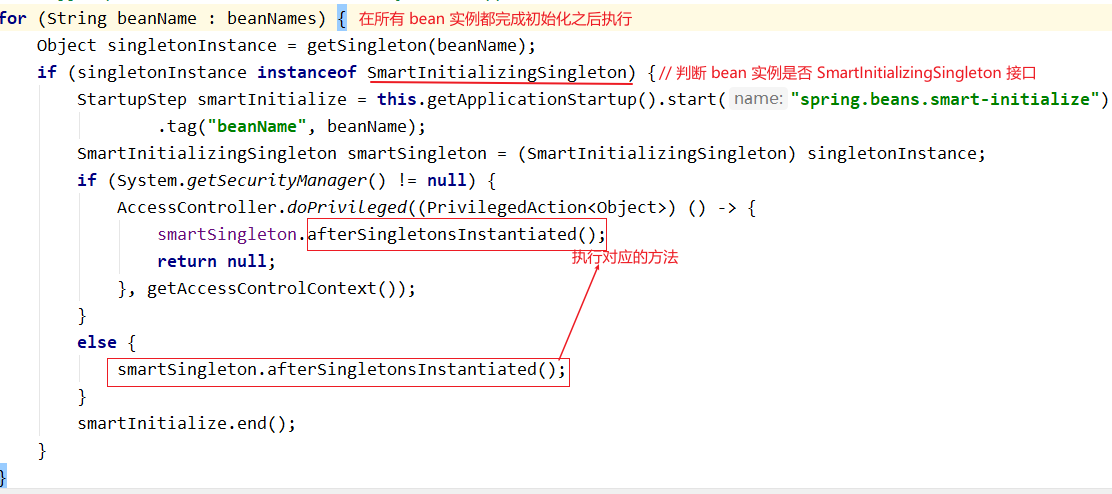 for (String beanName : beanNames) { 在所有 bean 实例都完成初始化之后执行
Object singletonInstance = getSingleton(beanName);
if (singletonInstance instanceof SmartInitializingSingleton) { // 判断 bean 实例是否 SmartInitializingSingleton 接口
StartupStep smartInitialize = this.getApplicationStartup().start( name: "spring.beans.smart-initialize")
.tag("beanName", beanName);
SmartInitializingSingleton smartSingleton = (SmartInitializingSingleton) singletonInstance;
if (System.getSecurityManager() != null) {
AccessController.doPrivileged((PrivilegedAction<Object>) () -> {
smartSingleton.afterSingletonsInstantiated();
return null;
执行对应的方法
}, getAccessControlContext());
}
else {
smartSingleton.afterSingletonsInstantiated();
}
smartInitialize.end();
}
}